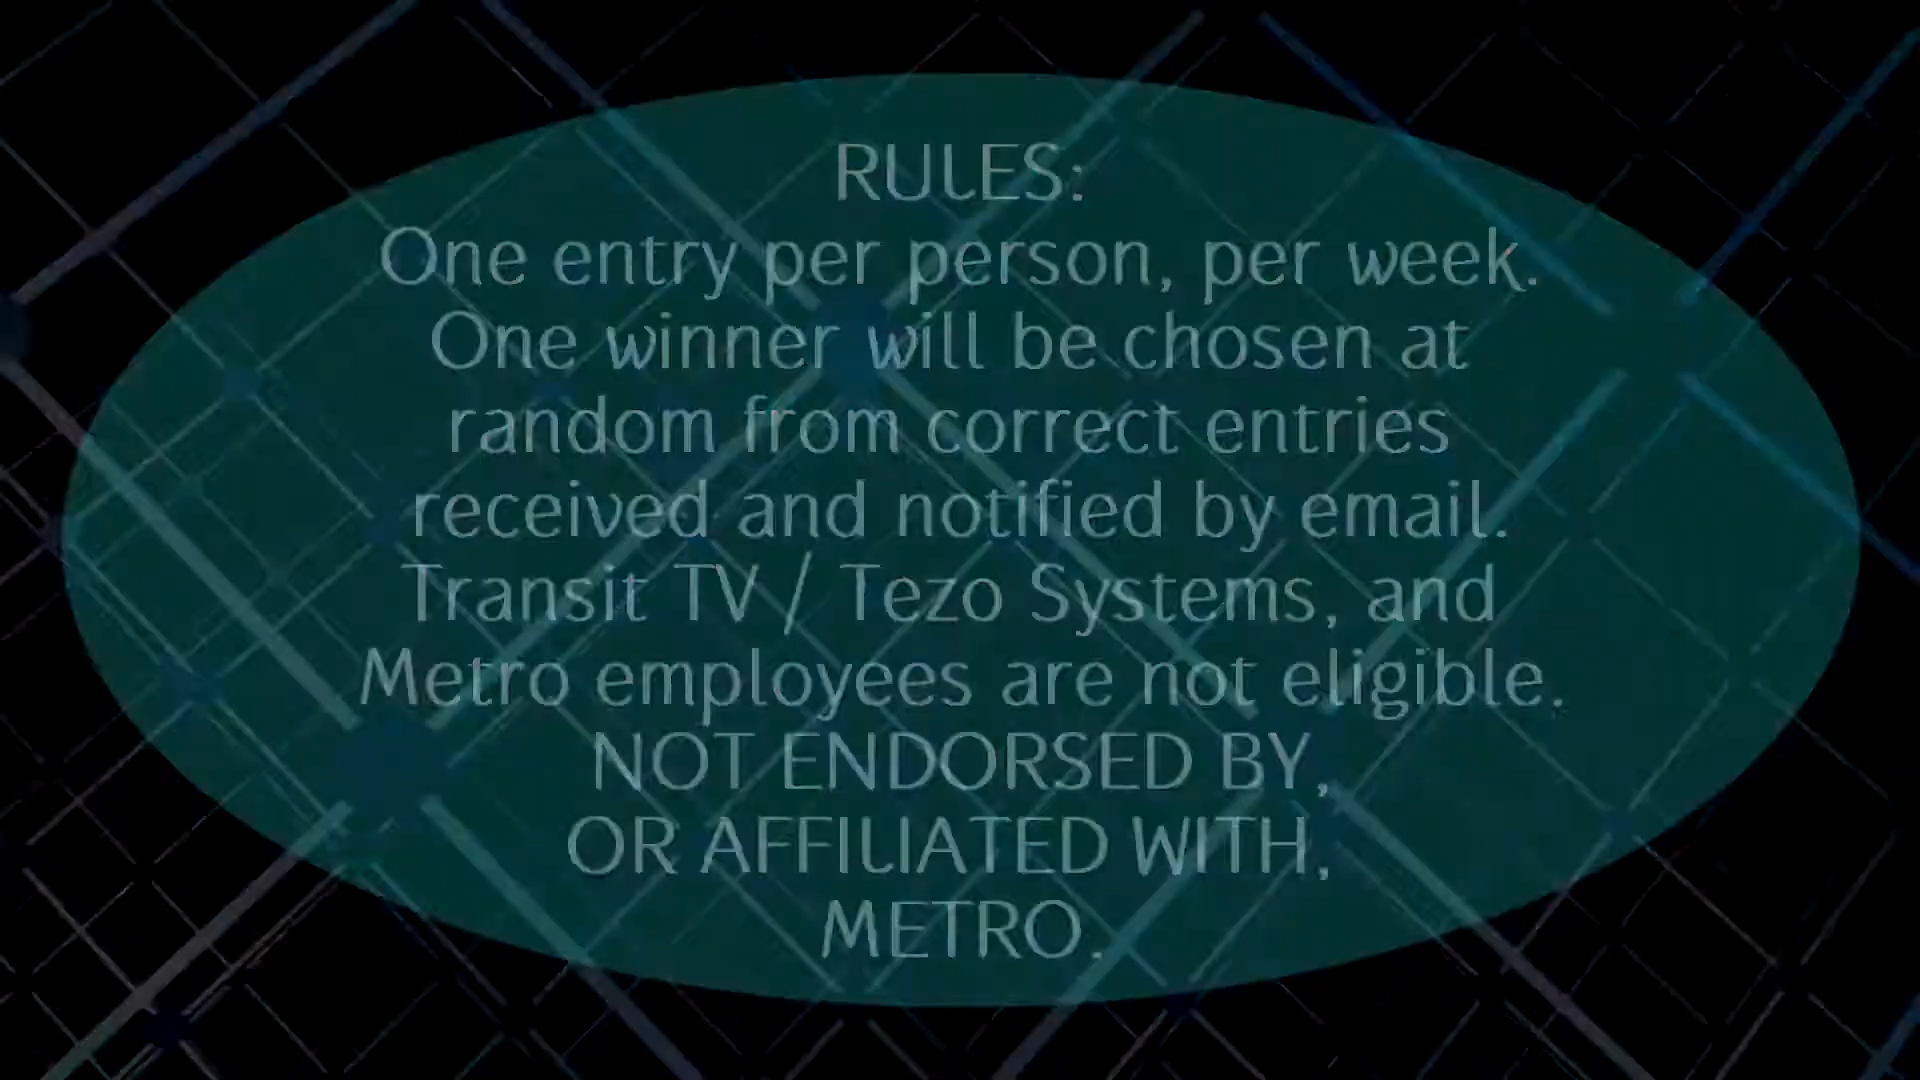 RULES:
One entry per person, per week.
One winner will be chosen at
random from correct entries
received and notified by email.
Transit TV / Tezo Systems, and
Metro employees are not eligible.
NOT ENDORSED BY,
OR AFFILIATED WITH,
METRO.